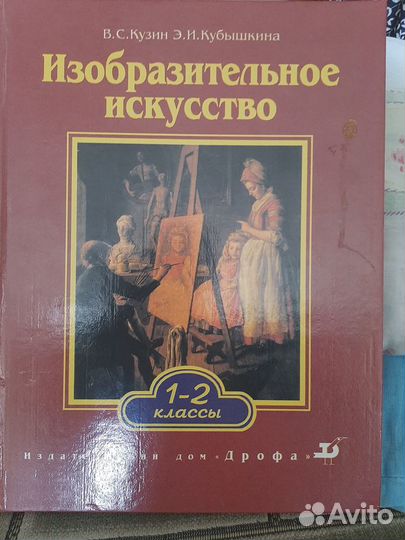 В.С.Кузин Э.И.Кубышкина
Изобразительное
искусство
1-2
классы
дом «Дрофа»
Avito